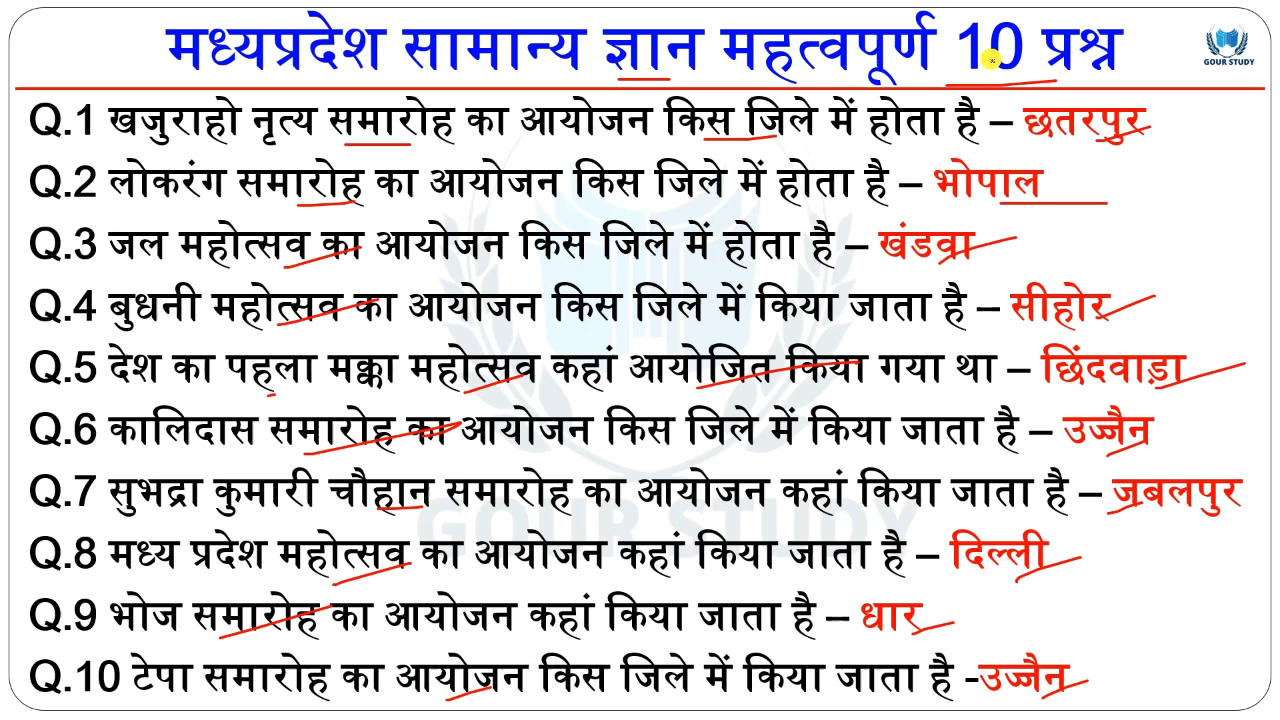 मध्यप्रदेश सामान्य ज्ञान महत्वपूर्ण 10 प्रश्न
GOUR STUDY
Q.1 खजुराहो नृत्य समारोह का आयोजन किस जिले में होता है – छतरपुर
Q.2 लोकरंग समारोह का आयोजन किस जिले में होता है – भोपाल
Q.3 जल महोत्सव का आयोजन किस जिले में होता है – खंडवा
Q.4 बुधनी महोत्सव का आयोजन किस जिले में किया जाता है – सीहोर
Q.5 देश का पहला मक्का महोत्सव कहां आयोजित किया गया था – छिंदवाड़ा
Q.6 कालिदास समारोह का आयोजन किस जिले में किया जाता है – उज्जैन
Q.7 सुभद्रा कुमारी चौहान समारोह का आयोजन कहां किया जाता है – जबलपुर
GOUR STUDY
Q.8 मध्य प्रदेश महोत्सव का आयोजन कहां किया जाता है – दिल्ली
Q.9 भोज समारोह का आयोजन कहां किया जाता है – धार
Q.10 टेपा समारोह का आयोजन किस जिले में किया जाता है -उज्जैन